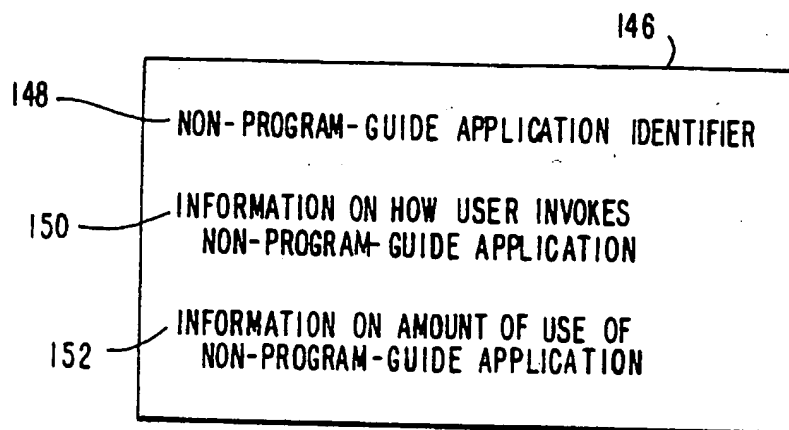 146
148
NON-PROGRAM-GUIDE APPLICATION IDENTIFIER
150
INFORMATION ON HOW USER INVOKES
NON-PROGRAM-GUIDE APPLICATION
152
INFORMATION ON AMOUNT OF USE OF
NON-PROGRAM-GUIDE APPLICATION